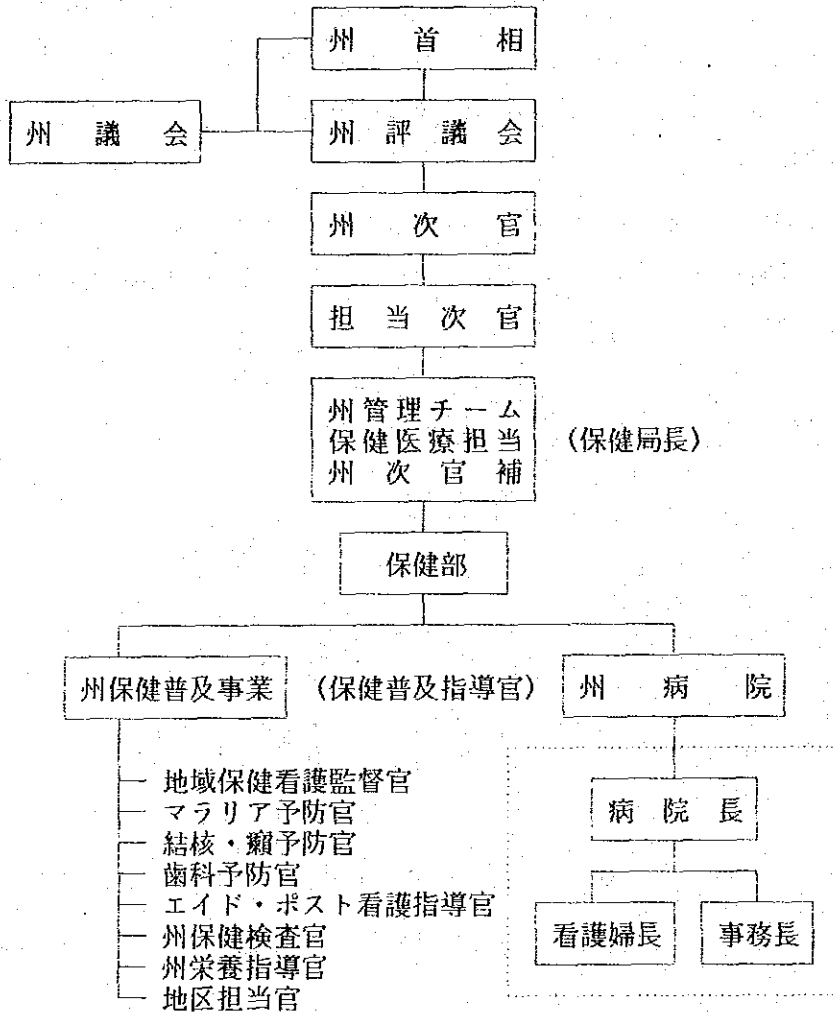 州首相
州議会
州評議会
州次官
担当次官
州管理チーム
保健医療担当
州次官補
(保健局長)
保健部
州保健普及事業
(保健普及指導官)
州病院
地域保健看護監督官
マラリア予防官
結核・癩予防官
歯科予防官
エイド・ポスト看護指導官
州保健検査官
州栄養指導官
地区担当官
病院長
看護婦長
事務長